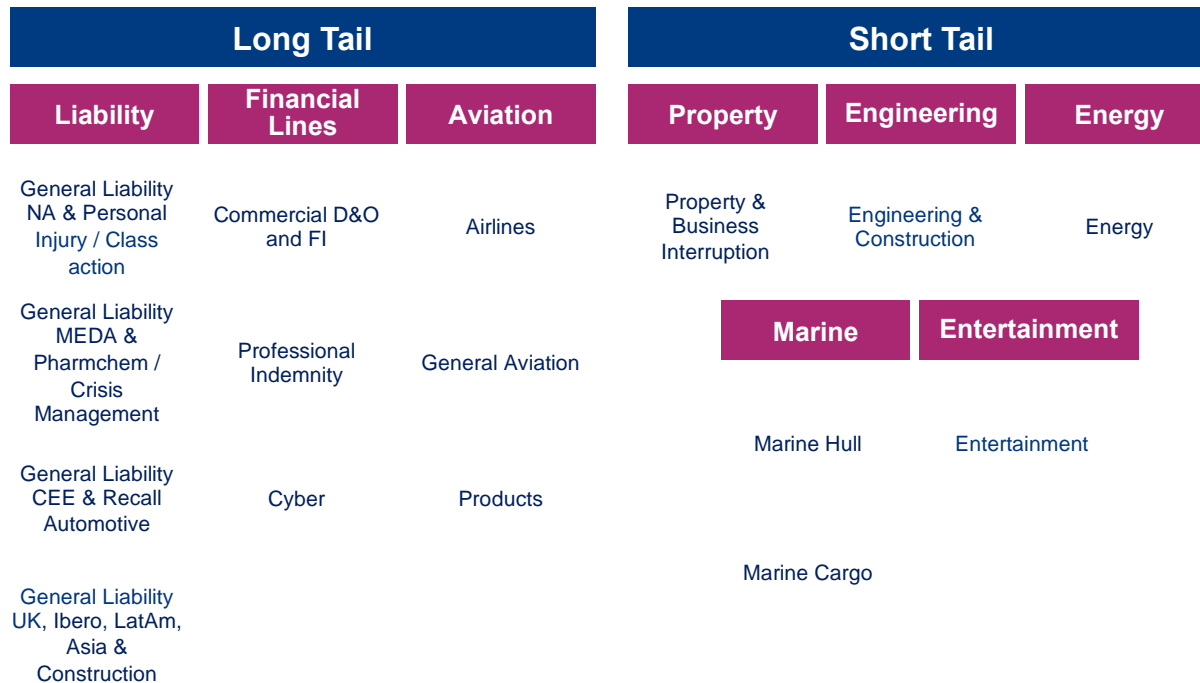 Long Tail
Short Tail
Liability
Financial
Lines
Aviation
Property
Engineering
Energy
General Liability
NA & Personal
Injury / Class
action
Commercial D&O
and FI
Airlines
Property &
Business
Interruption
Engineering &
Construction
Energy
General Liability
MEDA &
Pharmchem /
Crisis
Management
Professional
Indemnity
General Aviation
Marine
Entertainment
Marine Hull
Entertainment
General Liability
CEE & Recall
Automotive
Cyber
Products
Marine Cargo
General Liability
UK, Ibero, LatAm,
Asia &
Construction